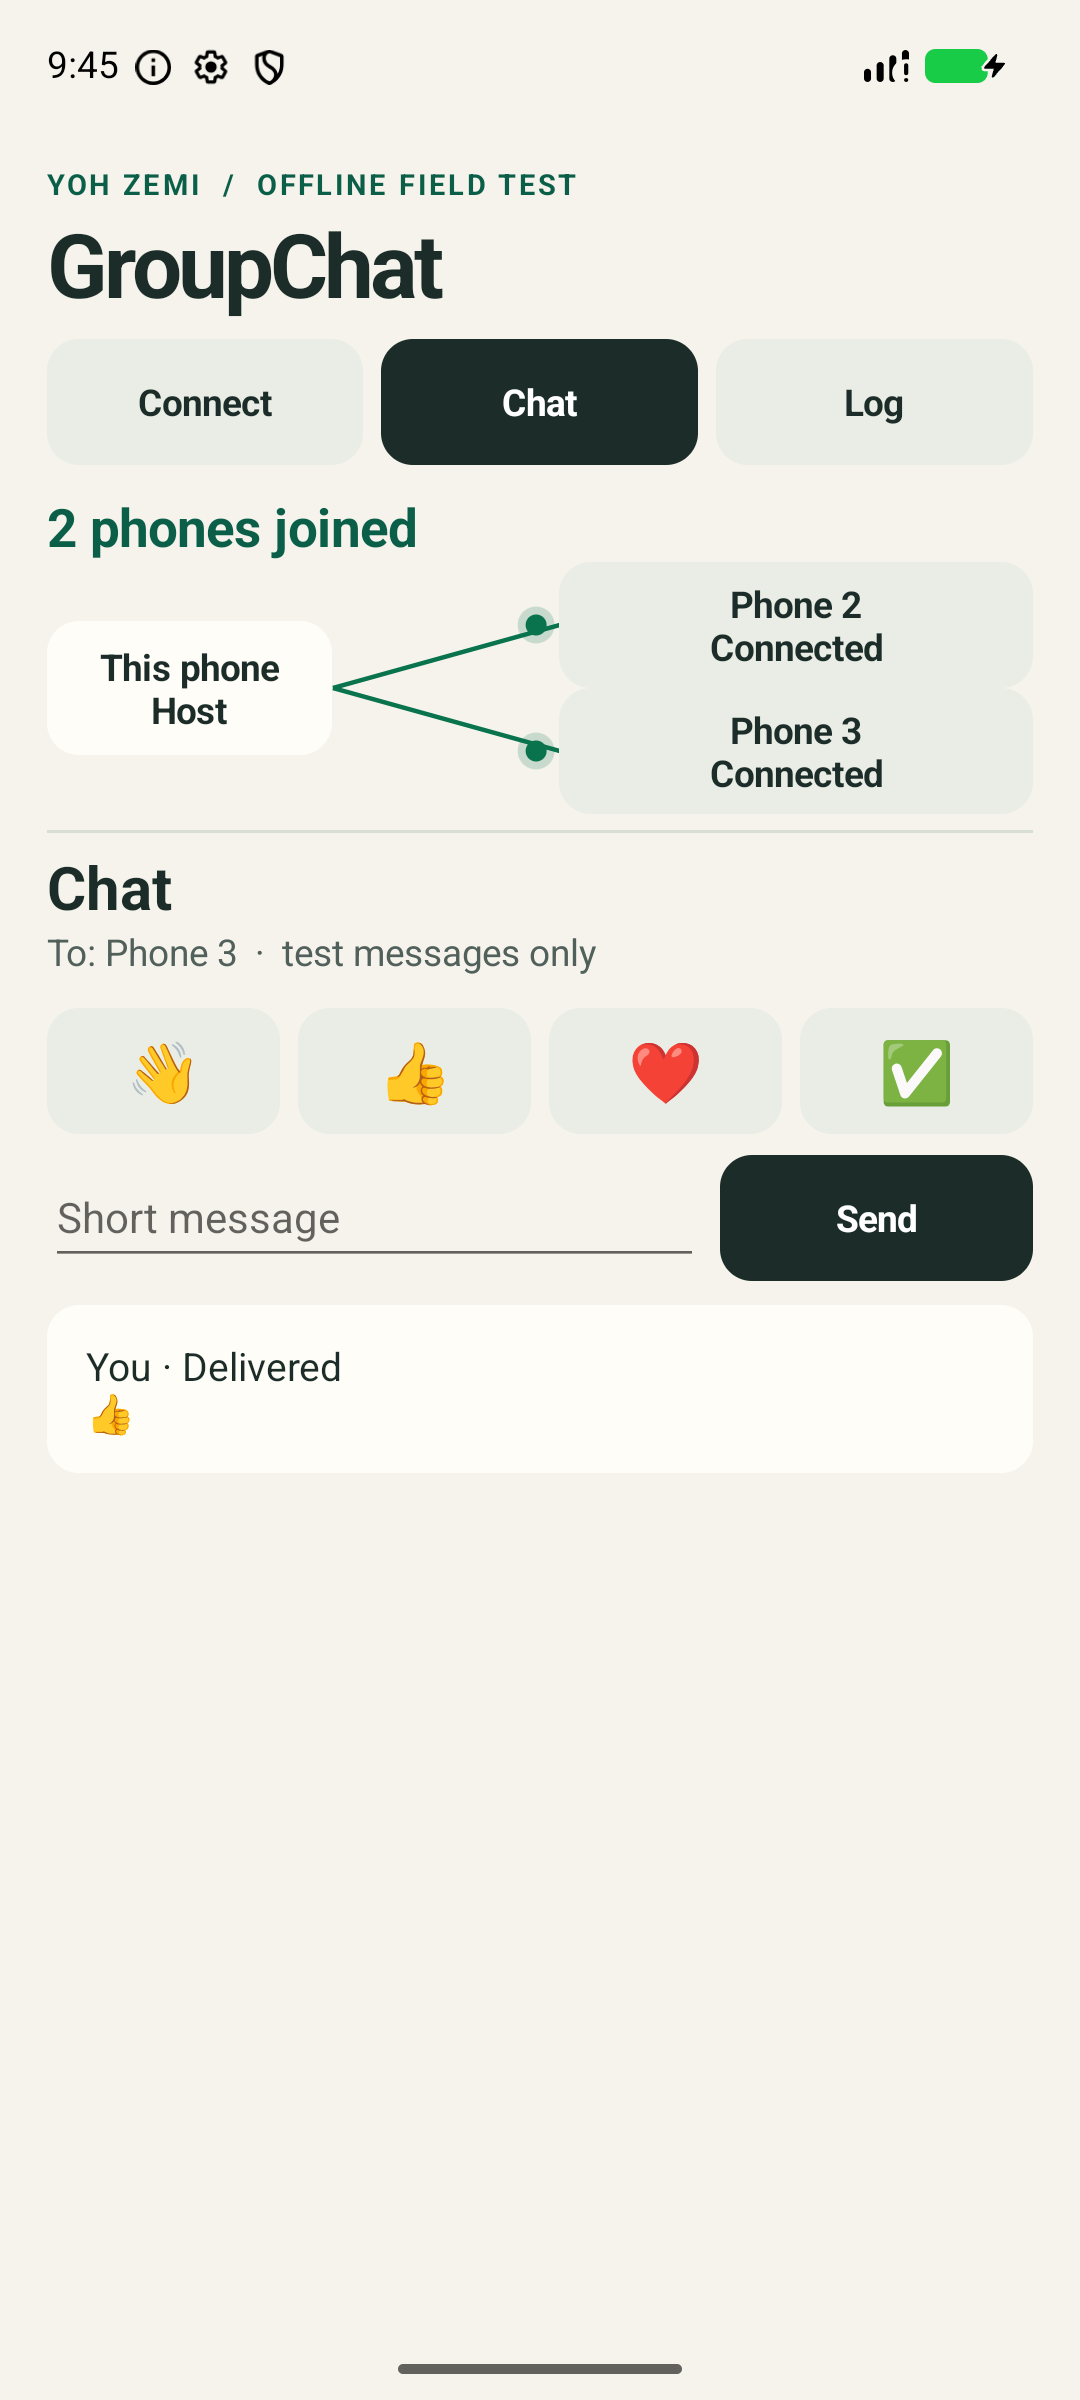 9:45
YOH ZEMI / OFFLINE FIELD TEST
GroupChat
Connect
Chat
Log
2 phones joined
This phone
Host
Phone 2
Connected
Phone 3
Connected
Chat
To: Phone 3 · test messages only
👋 👍 ❤️ ✅
Short message
Send
You · Delivered
👍